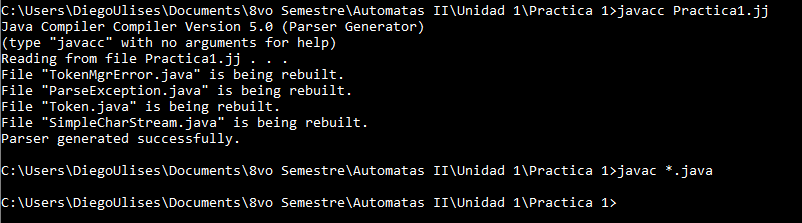 C:\Users\DiegoUlises\Documents\8vo Semestre\Automatas II\Unidad 1\Practica 1>javacc Practica1.jj
Java Compiler Compiler Version 5.0 (Parser Generator)
(type "javacc" with no arguments for help)
Reading from file Practica1.jj . . .
File "TokenMgrError.java" is being rebuilt.
File "ParseException.java" is being rebuilt.
File "Token.java" is being rebuilt.
File "SimpleCharStream.java" is being rebuilt.
Parser generated successfully.
C:\Users\DiegoUlises\Documents\8vo Semestre\Automatas II\Unidad 1\Practica 1>javac *.java
C:\Users\DiegoUlises\Documents\8vo Semestre\Automatas II\Unidad 1\Practica 1>